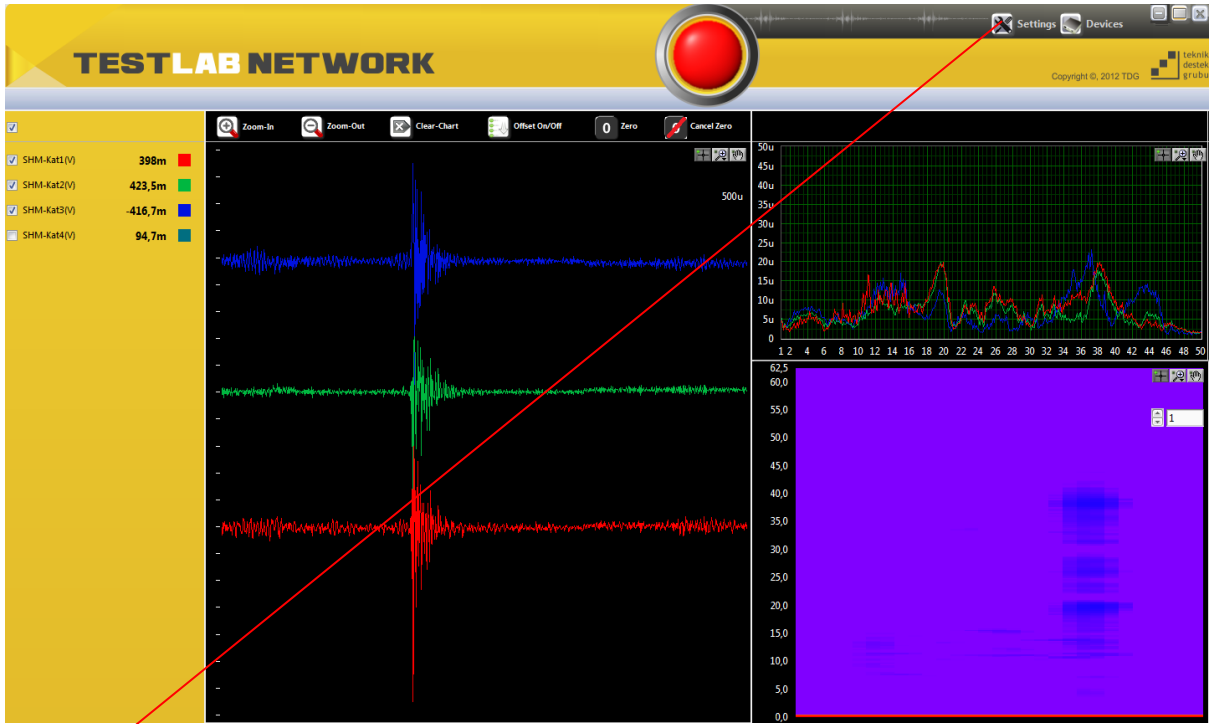 Settings Devices
TESTLAB NETWORK
teknik
destek
grubu
Copyright ©, 2012 TDG
Zoom-In Zoom-Out Clear-Chart Offset On/Off 0 Zero 0 Cancel Zero
SHM-Kat1(V) 398m
SHM-Kat2(V) 423,5m
SHM-Kat3(V) -416,7m
SHM-Kat4(V) 94,7m
500u
50u
45u
40u
35u
30u
25u
20u
15u
10u
5u
0
1 2 4 6 8 10 12 14 16 18 20 22 24 26 28 30 32 34 36 38 40 42 44 46 48 50
62,5
60,0
55,0
50,0
45,0
40,0
35,0
30,0
25,0
20,0
15,0
10,0
5,0
0,0
1